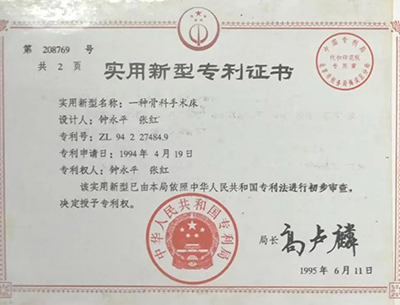 第 208769 号
共 2 页
实用新型专利证书
中国专利局
实用新型名称：一种骨科手术床
设计人：钟永平 张红
专利号：ZL 94 2 27484.9
专利申请日：1994 年 4 月 19 日
专利权人：钟永平 张红
该实用新型已由本局依照中华人民共和国专利法进行初步审查，
决定授予专利权。
中华人民共和国专利局
局长 高卢麟
1995 年 6 月 11 日